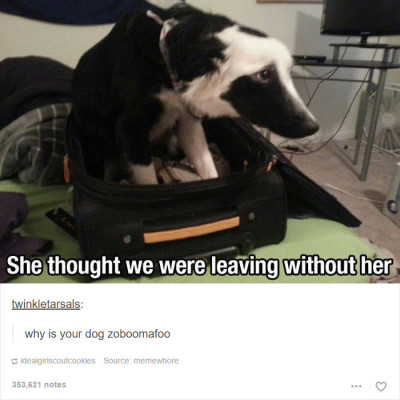 She thought we were leaving without her
twinkletarsals:
why is your dog zoboomafoo
idealgirlscoutcookies Source: memewhore
353,621 notes